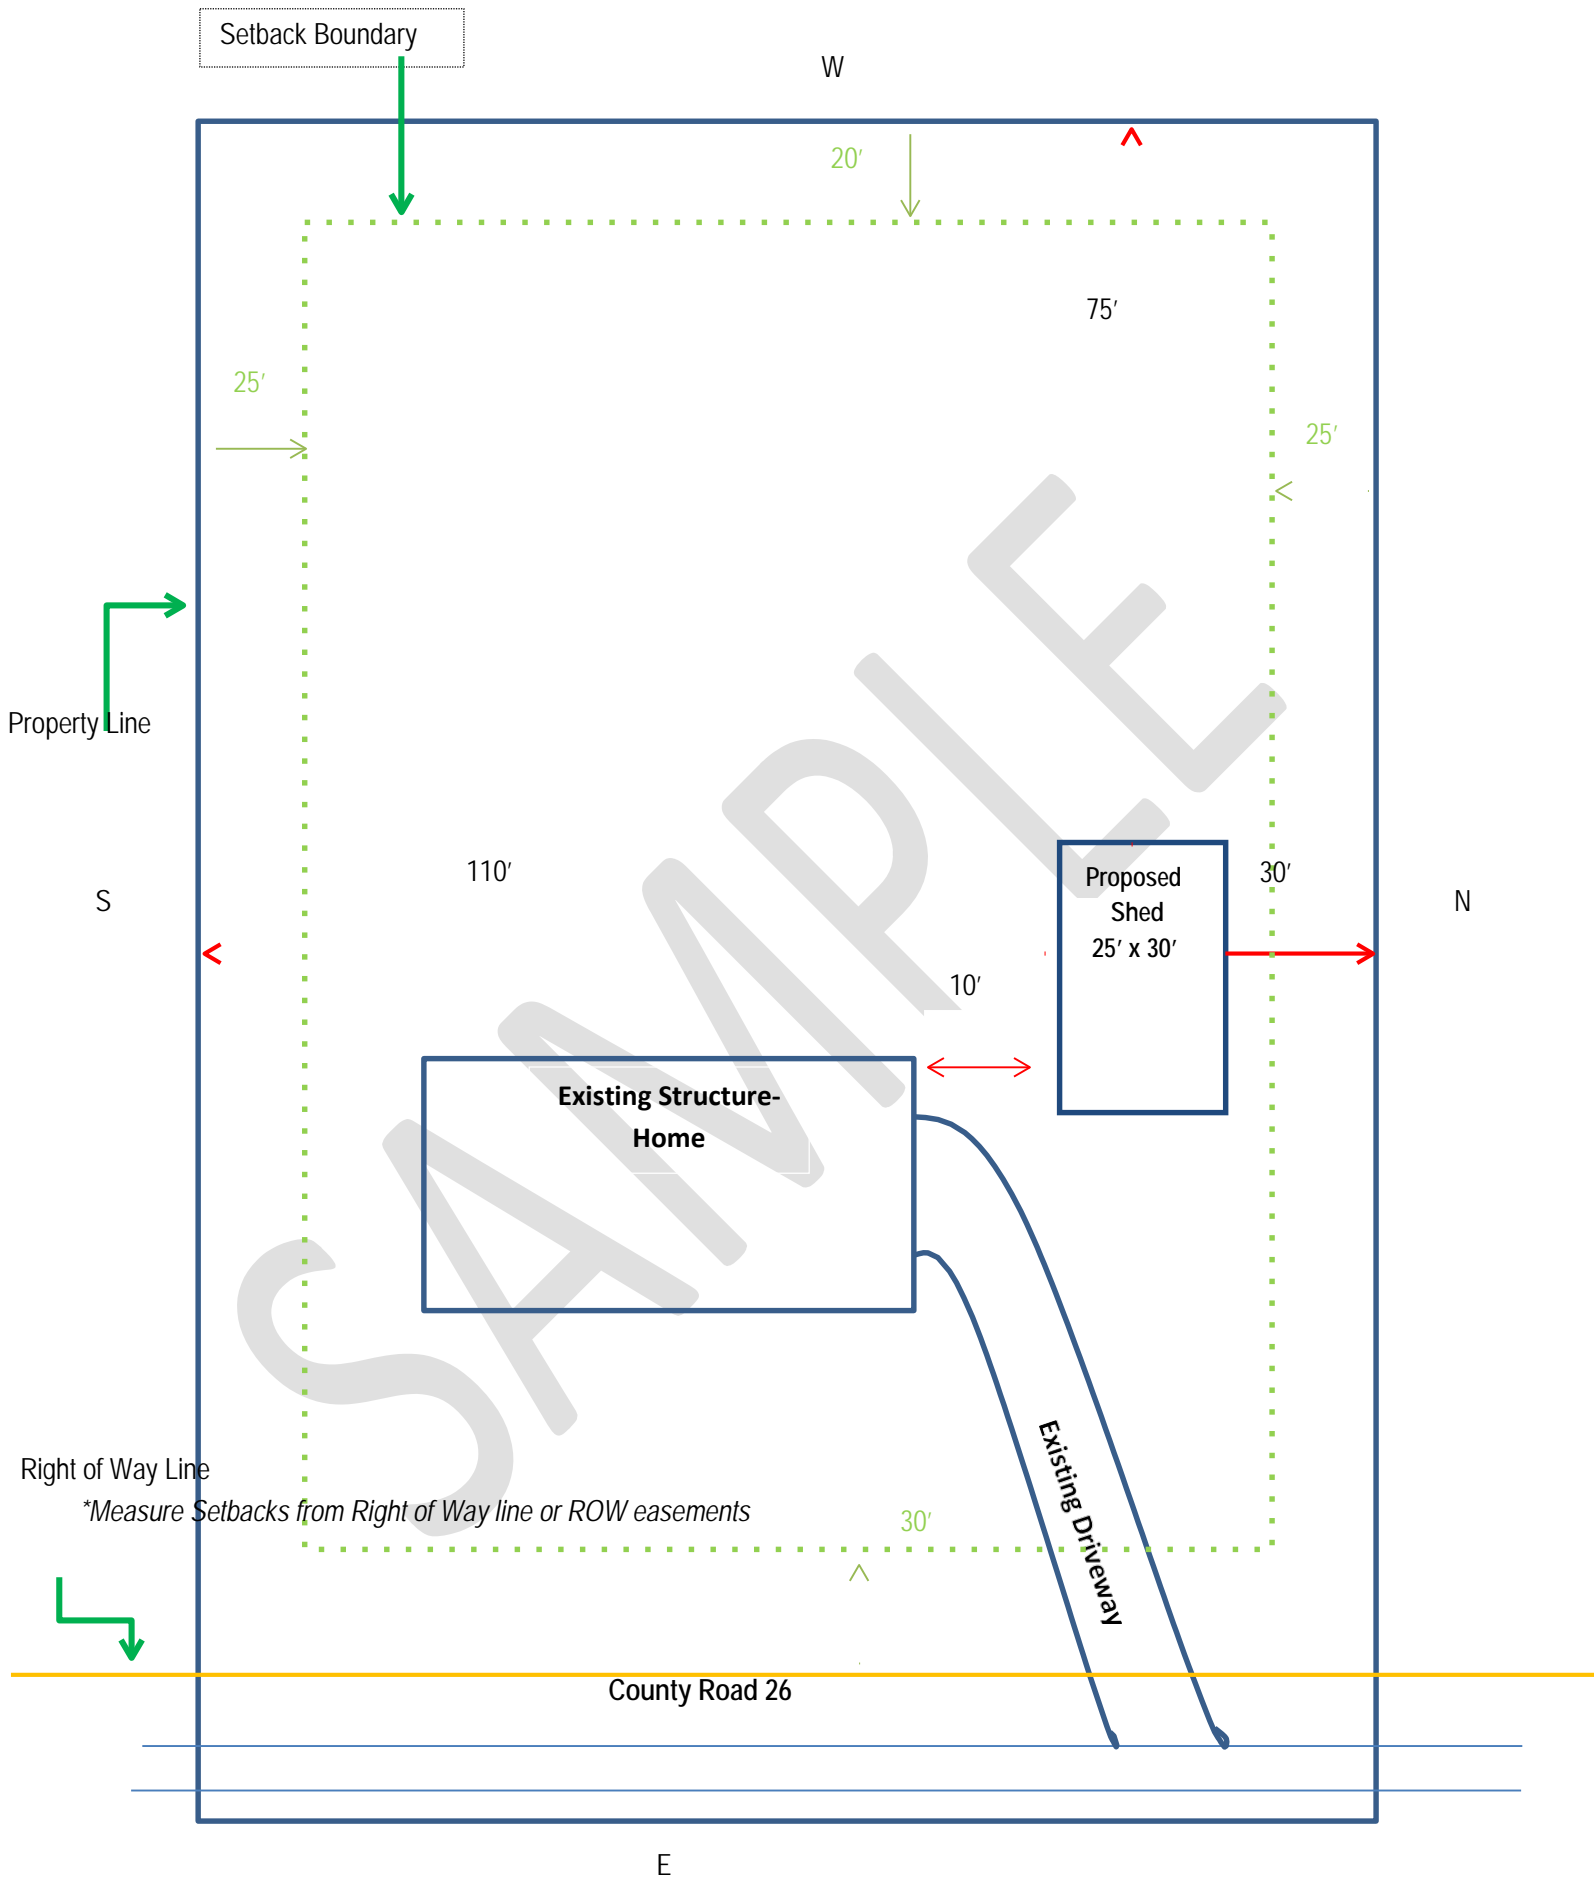 Setback Boundary
W
20′
75′
25′
25′
Property Line
110′
Proposed
Shed
25′ x 30′
30′
S
N
10′
Existing Structure-
Home
SAMPLE
Existing Driveway
Right of Way Line
*Measure Setbacks from Right of Way line or ROW easements
30′
County Road 26
E